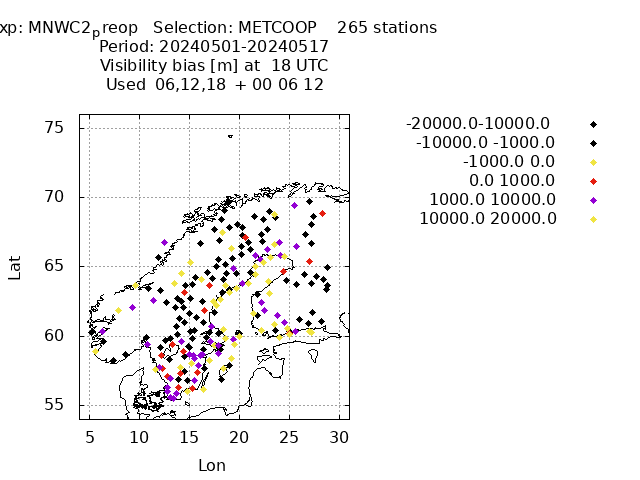 xp: MNWC2preop   Selection: METCOOP    265 stations
Period: 20240501-20240517
Visibility bias [m] at  18 UTC
Used  06,12,18  + 00 06 12
-20000.0-10000.0
-10000.0 -1000.0
-1000.0 0.0
0.0 1000.0
1000.0 10000.0
10000.0 20000.0
75
70
65
60
55
Lat
5 10 15 20 25 30
Lon